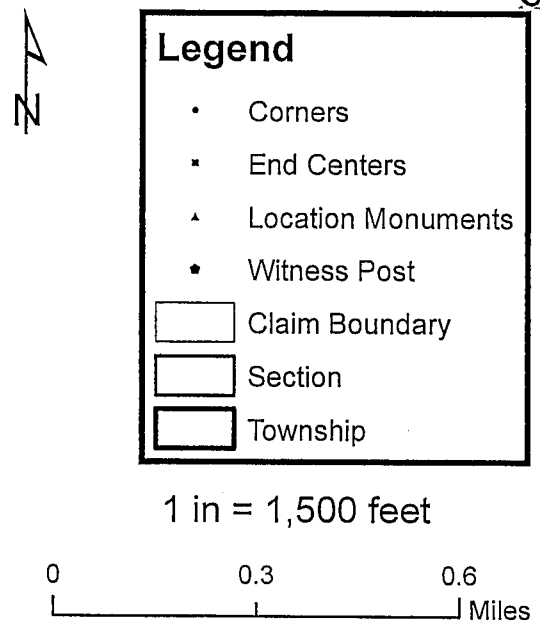 N
Legend
Corners
End Centers
Location Monuments
Witness Post
Claim Boundary
Section
Township
1 in = 1,500 feet
0 0.3 0.6
Miles